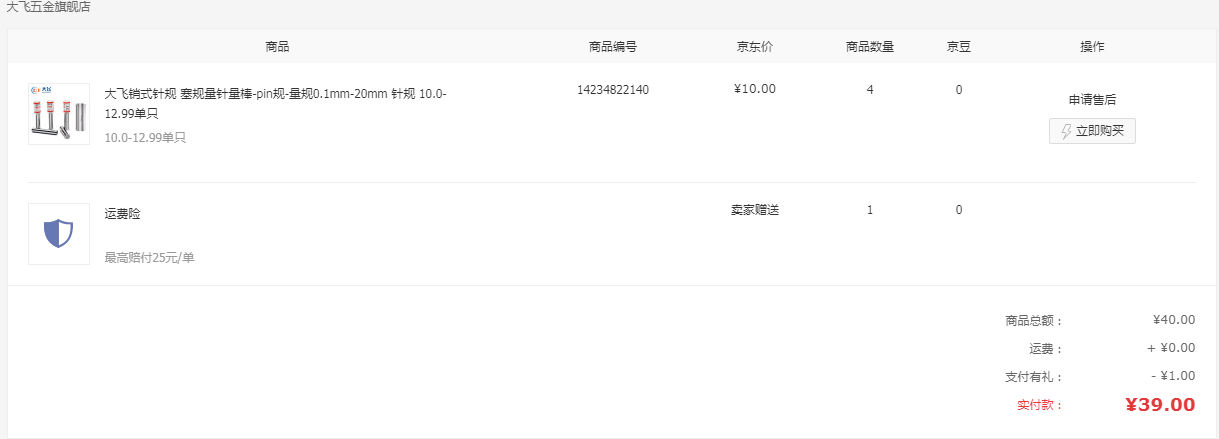 大飞五金旗舰店
商品 商品编号 京东价 商品数量 京豆 操作
大飞销式针规 塞规量针量棒-pin规-量规0.1mm-20mm 针规 10.0-
12.99单只
10.0-12.99单只
14234822140 ¥10.00 4 0
申请售后
立即购买
运费险 卖家赠送 1 0
最高赔付25元/单
商品总额： ¥40.00
运费： + ¥0.00
支付有礼： - ¥1.00
实付款： ¥39.00